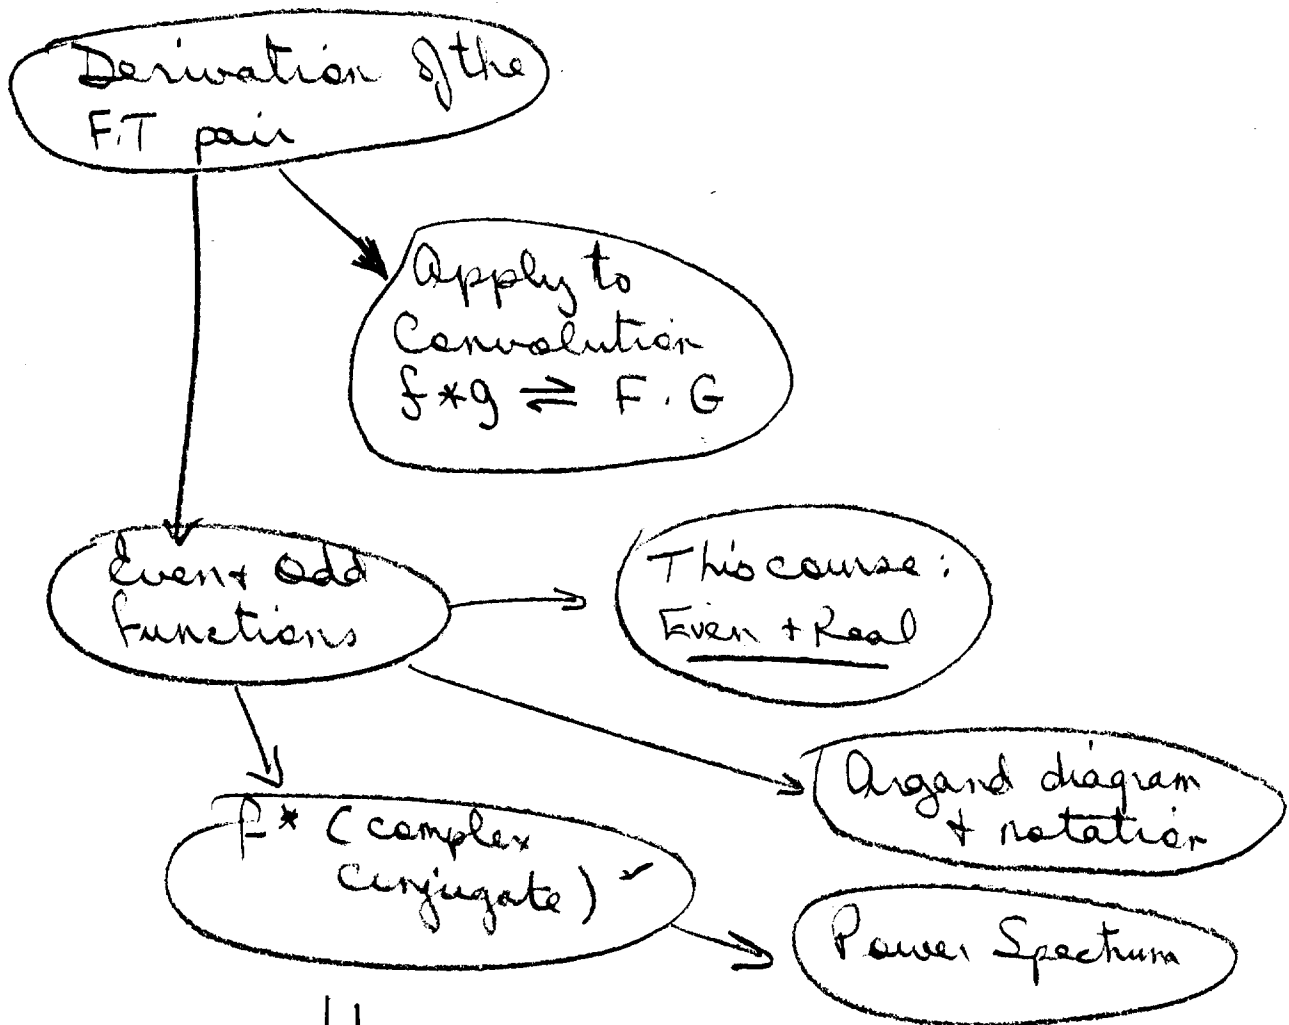 Derivation of the
F.T pair
Apply to
Convolution
f*g ⇌ F . G
Even + Odd
functions
This course :
Even + Real
Argand diagram
+ notation
f* (complex
conjugate)
Power Spectrum